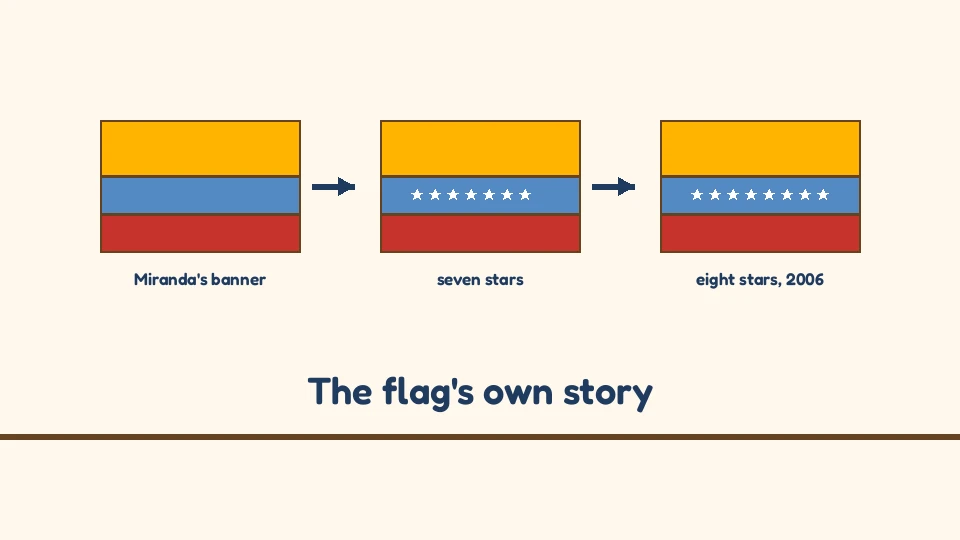 Miranda's banner
seven stars
eight stars, 2006
The flag's own story